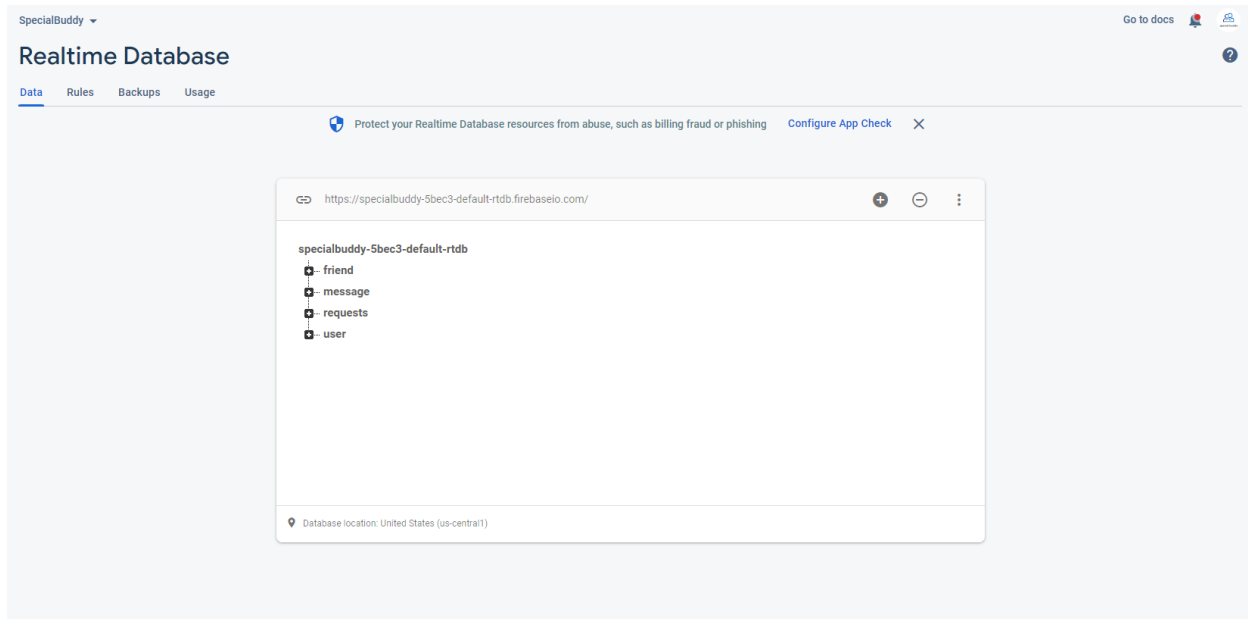 SpecialBuddy
Go to docs
Realtime Database
Data Rules Backups Usage
Protect your Realtime Database resources from abuse, such as billing fraud or phishing Configure App Check
https://specialbuddy-5bec3-default-rtdb.firebaseio.com/
specialbuddy-5bec3-default-rtdb
friend
message
requests
user
Database location: United States (us-central1)